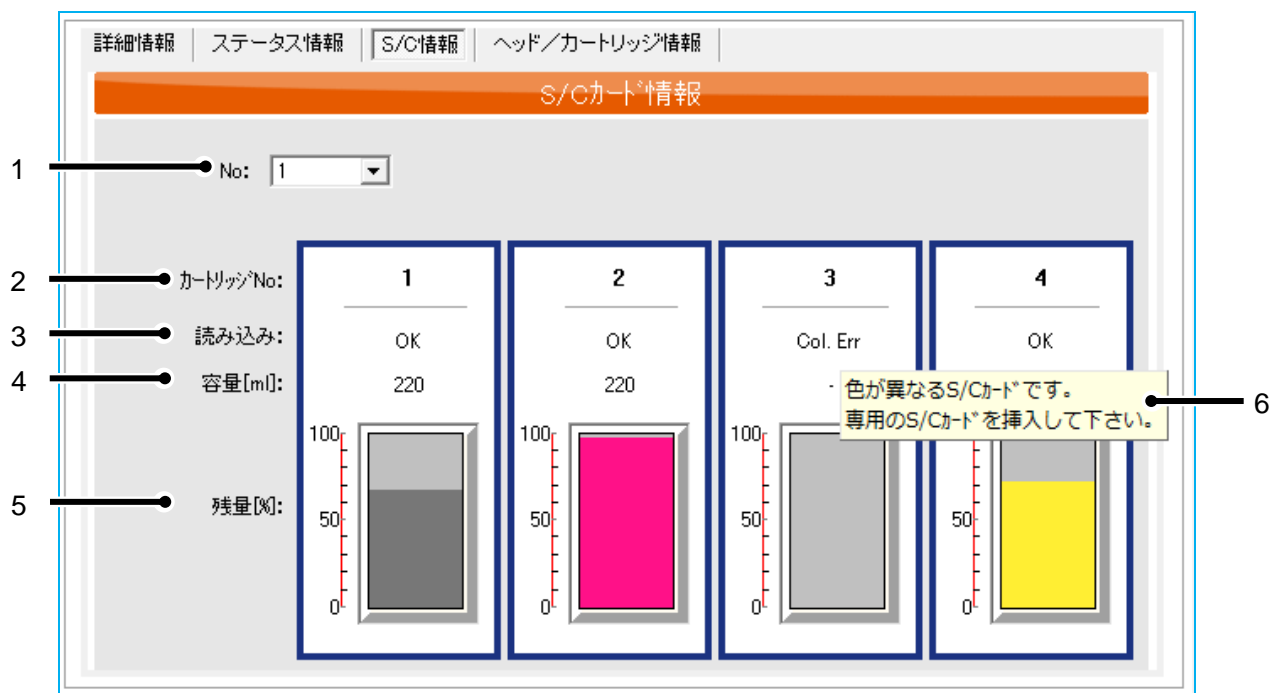 詳細情報 ステータス情報 S/C情報 ヘッド／カートリッジ情報
S/Cカード情報
1 No: 1
2 カートリッジNo: 1 2 3 4
3 読み込み: OK OK Col. Err OK
4 容量[ml]: 220 220 -
色が異なるS/Cカードです。
専用のS/Cカードを挿入して下さい。
6
5 残量[%]:
100 100 100
50 50 50 50
0 0 0 0